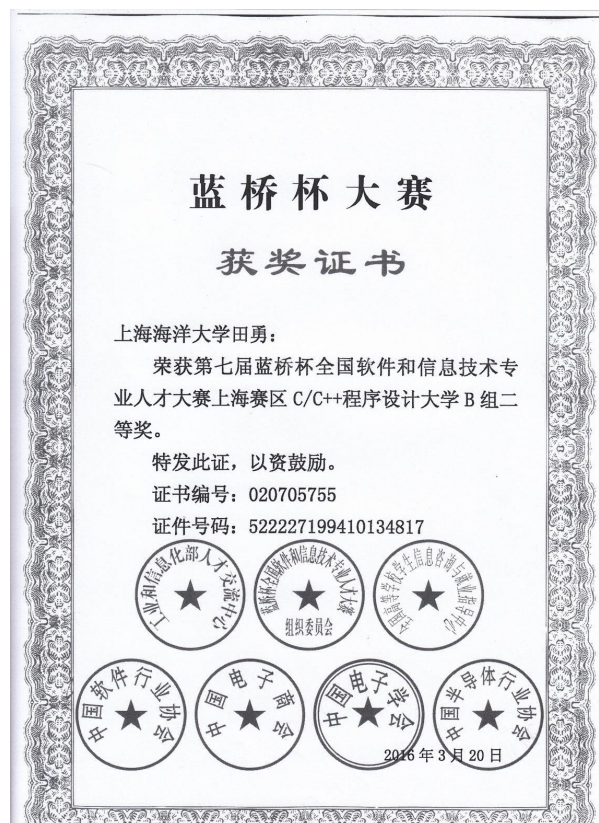 蓝桥杯大赛
获奖证书
上海海洋大学田勇：
荣获第七届蓝桥杯全国软件和信息技术专
业人才大赛上海赛区 C/C++程序设计大学 B 组二
等奖。
特发此证，以资鼓励。
证书编号：020705755
证件号码：522227199410134817
工业和信息化部人才交流中心
蓝桥杯全国软件和信息技术专业人才大赛
组织委员会
全国高等学校学生信息咨询与就业指导中心
中国软件行业协会
中国电子商会
中国电子学会
中国半导体行业协会
2016 年 3 月 20 日